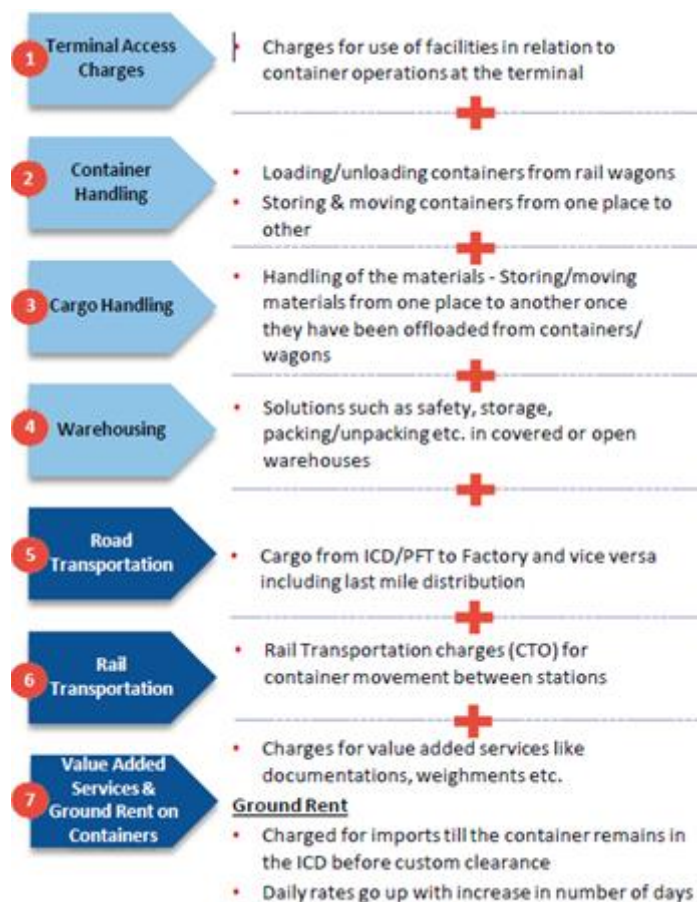 1
Terminal Access
Charges
• Charges for use of facilities in relation to
container operations at the terminal
2
Container
Handling
• Loading/unloading containers from rail wagons
• Storing & moving containers from one place to
other
3
Cargo Handling
• Handling of the materials - Storing/moving
materials from one place to another once
they have been offloaded from containers/
wagons
4
Warehousing
• Solutions such as safety, storage,
packing/unpacking etc. in covered or open
warehouses
5
Road
Transportation
• Cargo from ICD/PFT to Factory and vice versa
including last mile distribution
6
Rail
Transportation
• Rail Transportation charges (CTO) for
container movement between stations
7
Value Added
Services &
Ground Rent on
Containers
• Charges for value added services like
documentations, weighments etc.
Ground Rent
• Charged for imports till the container remains in
the ICD before custom clearance
• Daily rates go up with increase in number of days